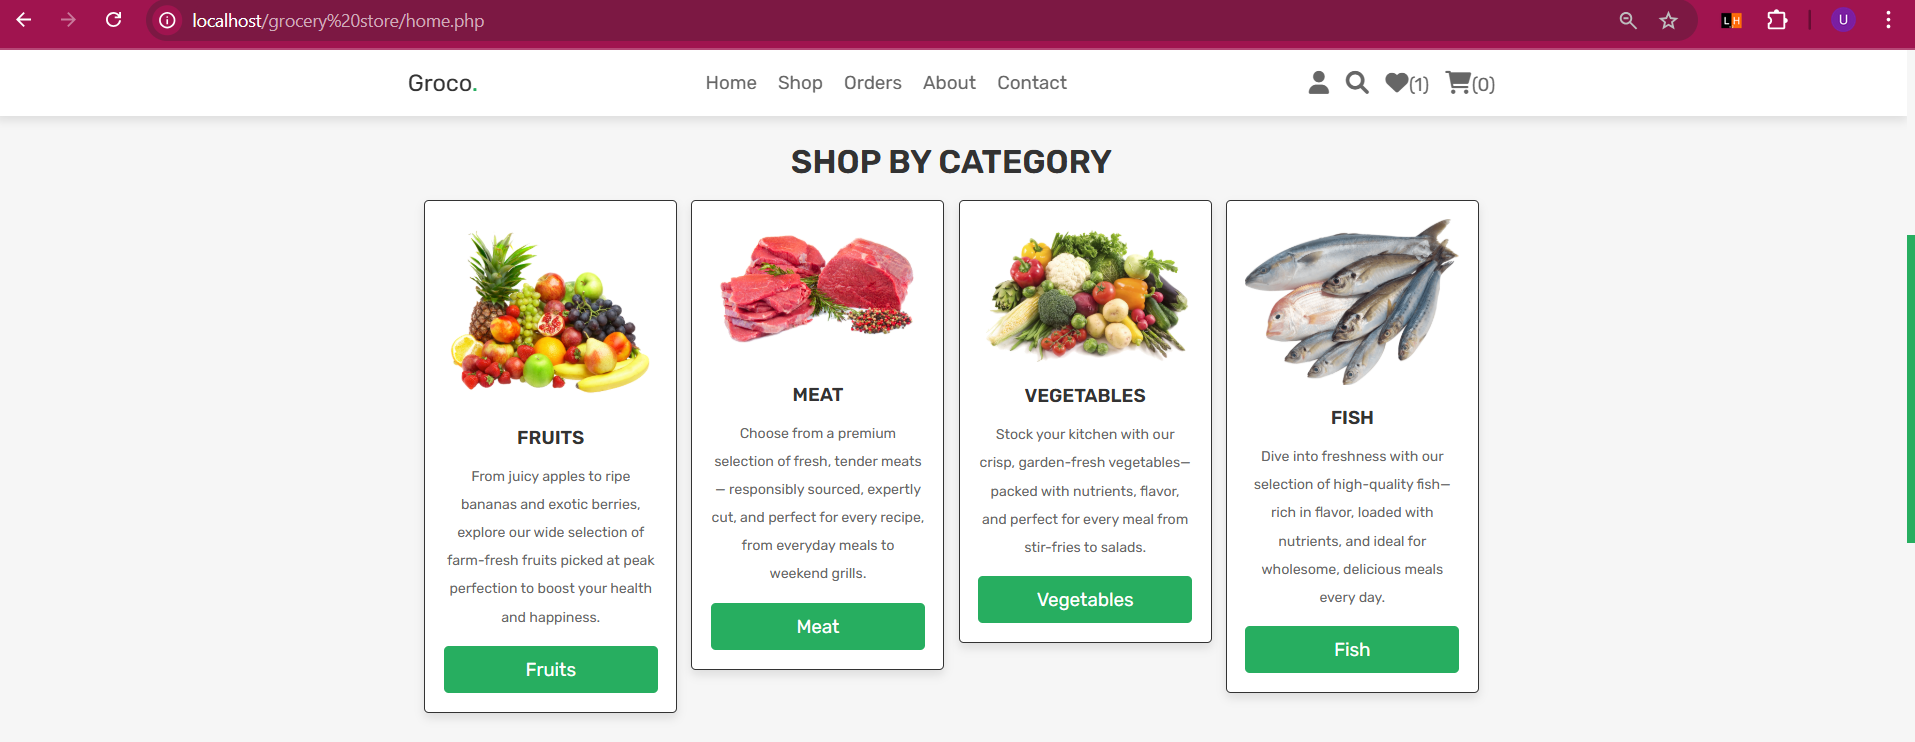 localhost/grocery%20store/home.php
L H
U
Groco.
Home Shop Orders About Contact
(1) (0)
SHOP BY CATEGORY
FRUITS
From juicy apples to ripe
bananas and exotic berries,
explore our wide selection of
farm-fresh fruits picked at peak
perfection to boost your health
and happiness.
Fruits
MEAT
Choose from a premium
selection of fresh, tender meats
— responsibly sourced, expertly
cut, and perfect for every recipe,
from everyday meals to
weekend grills.
Meat
VEGETABLES
Stock your kitchen with our
crisp, garden-fresh vegetables—
packed with nutrients, flavor,
and perfect for every meal from
stir-fries to salads.
Vegetables
FISH
Dive into freshness with our
selection of high-quality fish—
rich in flavor, loaded with
nutrients, and ideal for
wholesome, delicious meals
every day.
Fish